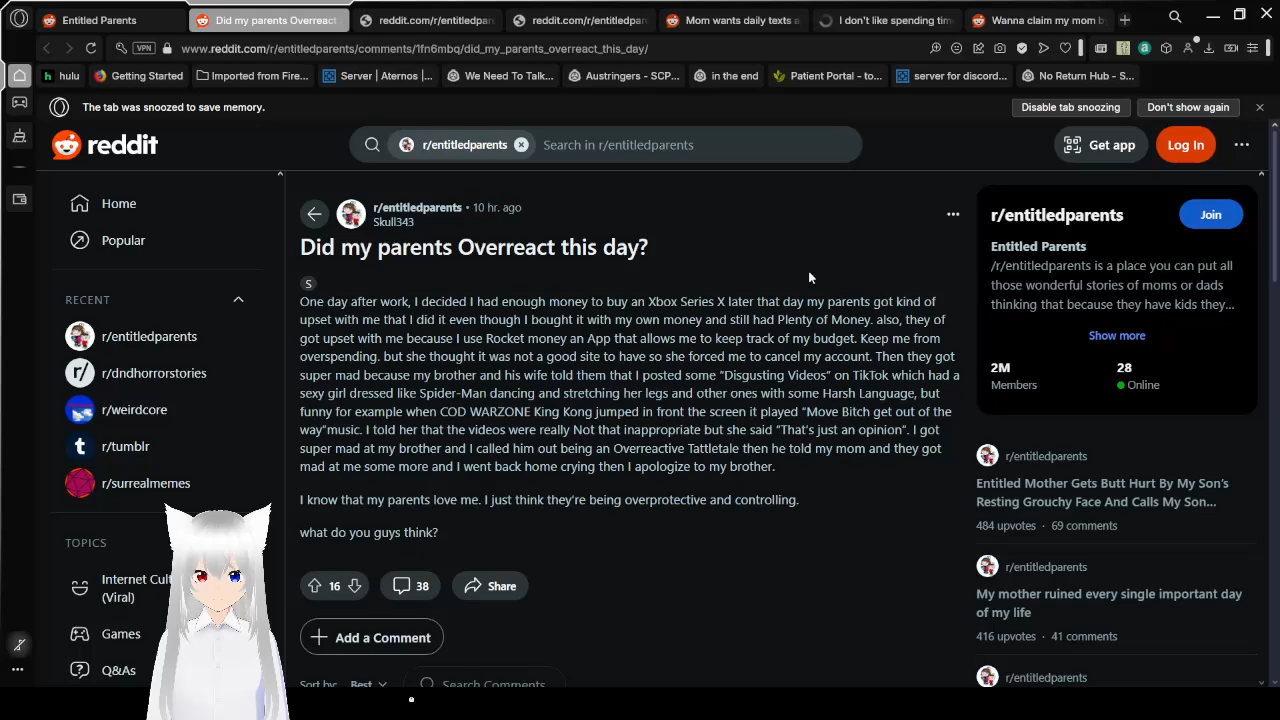 Entitled Parents
Did my parents Overreact
reddit.com/r/entitledpar
reddit.com/r/entitledpar
Mom wants daily texts a
I don't like spending time
Wanna claim my mom by
VPN
www.reddit.com/r/entitledparents/comments/1fn6mbq/did_my_parents_overreact_this_day/
hulu
Getting Started
Imported from Fire...
Server | Aternos |...
We Need To Talk...
Austringers - SCP...
in the end
Patient Portal - to...
server for discord...
No Return Hub - S...
The tab was snoozed to save memory.
Disable tab snoozing
Don't show again
reddit
r/entitledparents
Search in r/entitledparents
Get app
Log In
Home
Popular
RECENT
r/entitledparents
r/dndhorrorstories
r/weirdcore
r/tumblr
r/surrealmemes
TOPICS
Internet Cult
(Viral)
Games
Q&As
r/entitledparents • 10 hr. ago
Skull343
Did my parents Overreact this day?
S
One day after work, I decided I had enough money to buy an Xbox Series X later that day my parents got kind of
upset with me that I did it even though I bought it with my own money and still had Plenty of Money. also, they of
got upset with me because I use Rocket money an App that allows me to keep track of my budget. Keep me from
overspending. but she thought it was not a good site to have so she forced me to cancel my account. Then they got
super mad because my brother and his wife told them that I posted some “Disgusting Videos” on TikTok which had a
sexy girl dressed like Spider-Man dancing and stretching her legs and other ones with some Harsh Language, but
funny for example when COD WARZONE King Kong jumped in front the screen it played “Move Bitch get out of the
way”music. I told her that the videos were really Not that inappropriate but she said “That's just an opinion”. I got
super mad at my brother and I called him out being an Overreactive Tattletale then he told my mom and they got
mad at me some more and I went back home crying then I apologize to my brother.
I know that my parents love me. I just think they're being overprotective and controlling.
what do you guys think?
16
38
Share
Add a Comment
Sort by: Best
Search Comments
r/entitledparents
Join
Entitled Parents
/r/entitledparents is a place you can put all
those wonderful stories of moms or dads
thinking that because they have kids they...
Show more
2M
Members
28
Online
r/entitledparents
Entitled Mother Gets Butt Hurt By My Son's
Resting Grouchy Face And Calls My Son...
484 upvotes • 69 comments
r/entitledparents
My mother ruined every single important day
of my life
416 upvotes • 41 comments
r/entitledparents